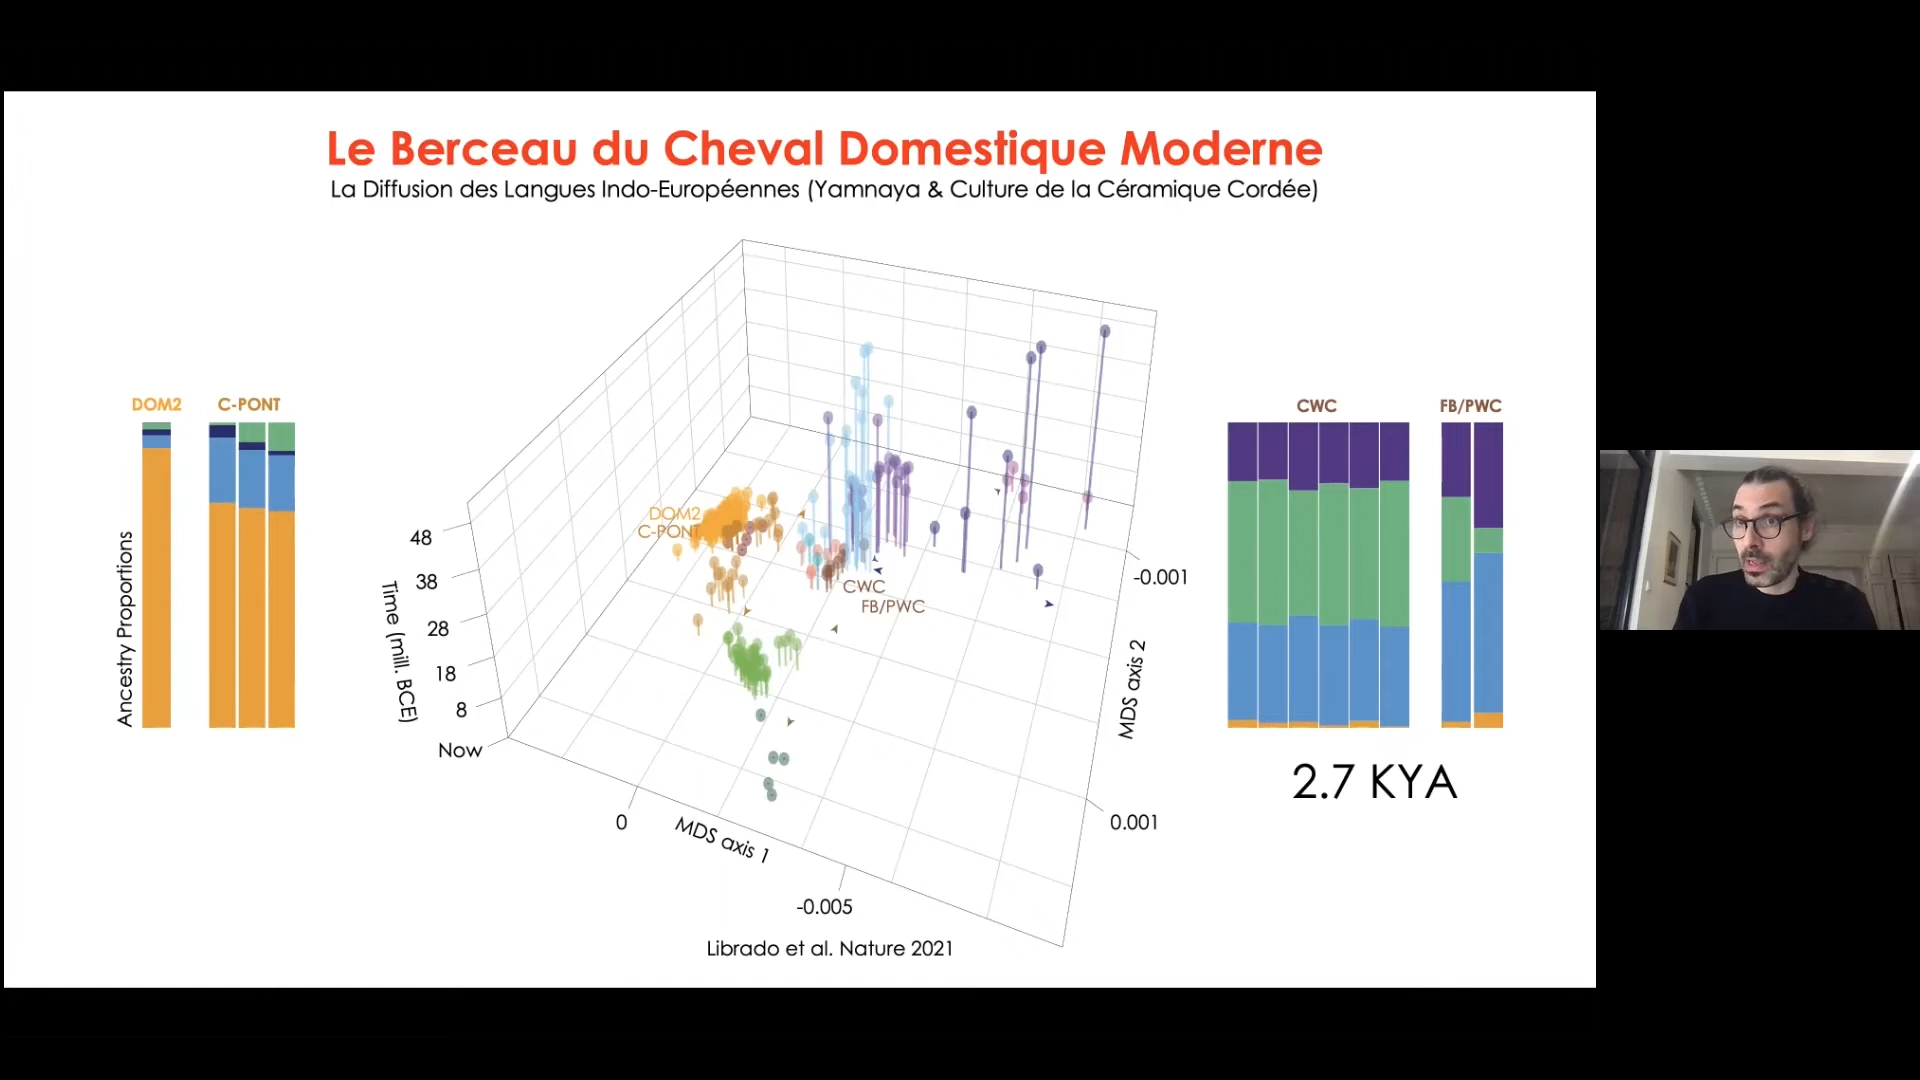 Le Berceau du Cheval Domestique Moderne
La Diffusion des Langues Indo-Européennes (Yamnaya & Culture de la Céramique Cordée)
DOM2
C-PONT
Ancestry Proportions
48
38
28
18
8
Now
Time (mill. BCE)
DOM2
C-PONT
CWC
FB/PWC
0
MDS axis 1
-0.005
-0.001
MDS axis 2
0.001
CWC
FB/PWC
2.7 KYA
Librado et al. Nature 2021